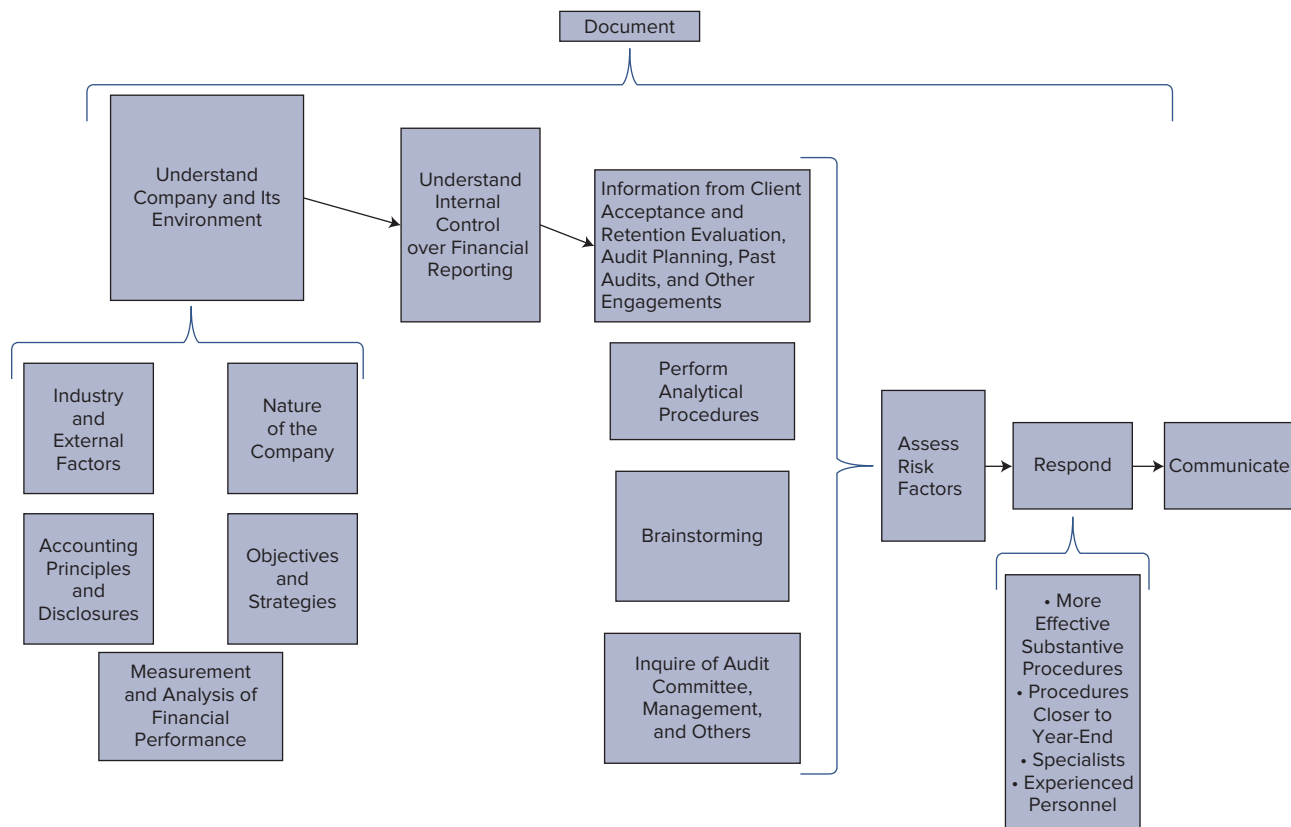 Document
Understand
Company and Its
Environment
Understand
Internal
Control
over Financial
Reporting
Information from Client
Acceptance and
Retention Evaluation,
Audit Planning, Past
Audits, and Other
Engagements
Industry
and
External
Factors
Nature
of the
Company
Accounting
Principles
and
Disclosures
Objectives
and
Strategies
Measurement
and Analysis of
Financial
Performance
Perform
Analytical
Procedures
Brainstorming
Inquire of Audit
Committee,
Management,
and Others
Assess
Risk
Factors
Respond
Communicate
• More
Effective
Substantive
Procedures
• Procedures
Closer to
Year-End
• Specialists
• Experienced
Personnel